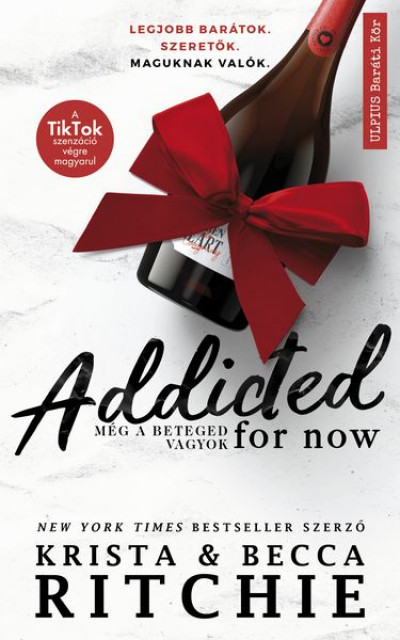 LEGJOBB BARÁTOK.
SZERETŐK.
MAGUKNAK VALÓK.
A
TikTok
szenzáció
végre
magyarul
ULPIUS Baráti Kör
Addicted
MÉG A BETEGED
VAGYOK
for now
NEW YORK TIMES BESTSELLER SZERZŐ
KRISTA & BECCA
RITCHIE